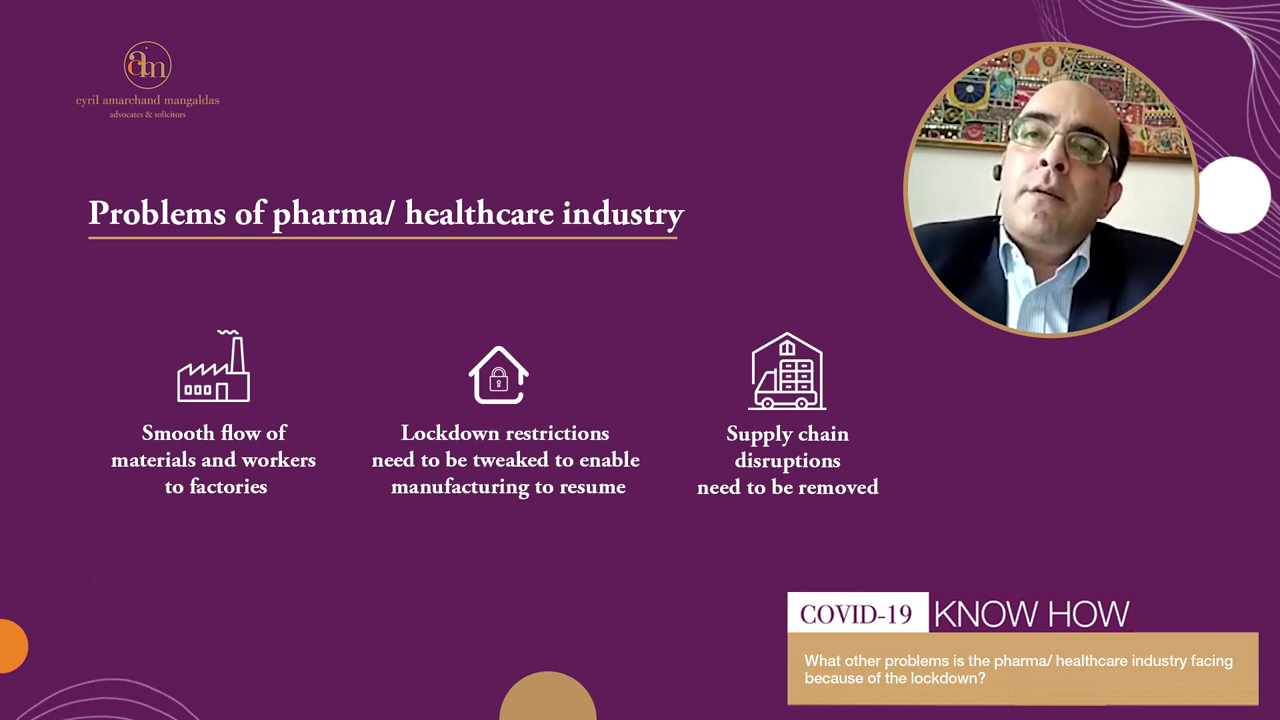 am
cyril amarchand mangaldas
advocates & solicitors
Problems of pharma/ healthcare industry
Smooth flow of
materials and workers
to factories
Lockdown restrictions
need to be tweaked to enable
manufacturing to resume
Supply chain
disruptions
need to be removed
COVID-19 KNOW HOW
What other problems is the pharma/ healthcare industry facing
because of the lockdown?